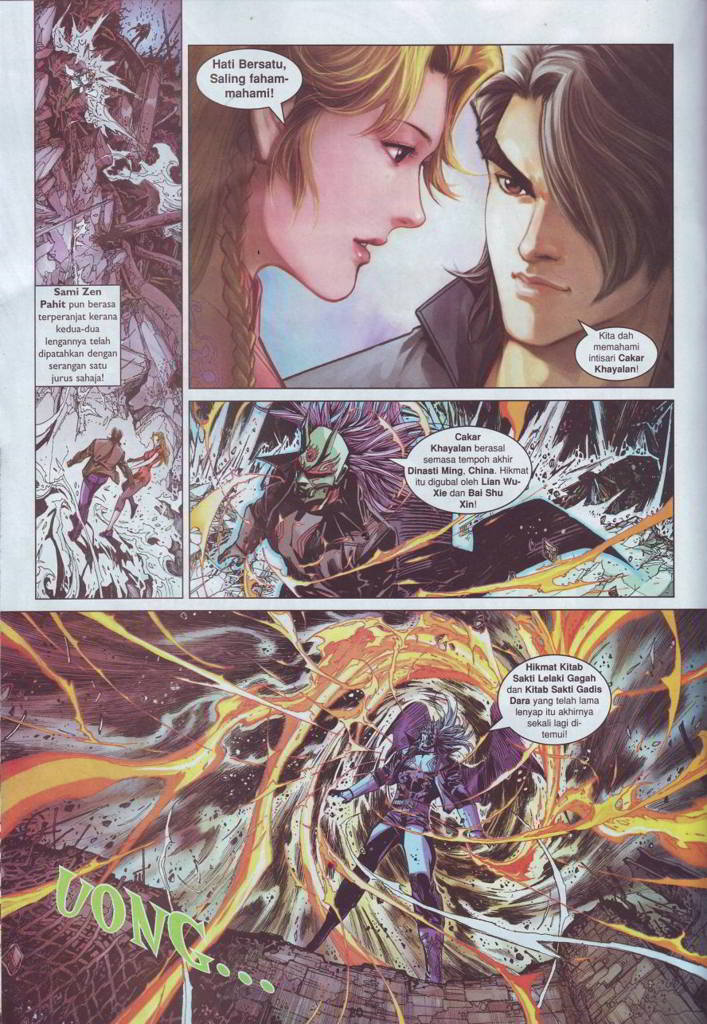 Hati Bersatu,
Saling faham-
mahami!
Sami Zen
Pahit pun berasa
terperanjat kerana
kedua-dua
lengannya telah
dipatahkan dengan
serangan satu
jurus sahaja!
Kita dah
memahami
intisari Cakar
Khayalan!
Cakar
Khayalan berasal
semasa tempoh akhir
Dinasti Ming, China. Hikmat
itu digubal oleh Lian Wu-
Xie dan Bai Shu
Xin!
Hikmat Kitab
Sakti Lelaki Gagah
dan Kitab Sakti Gadis
Dara yang telah lama
lenyap itu akhirnya
sekali lagi di-
temui!
UONG...
20